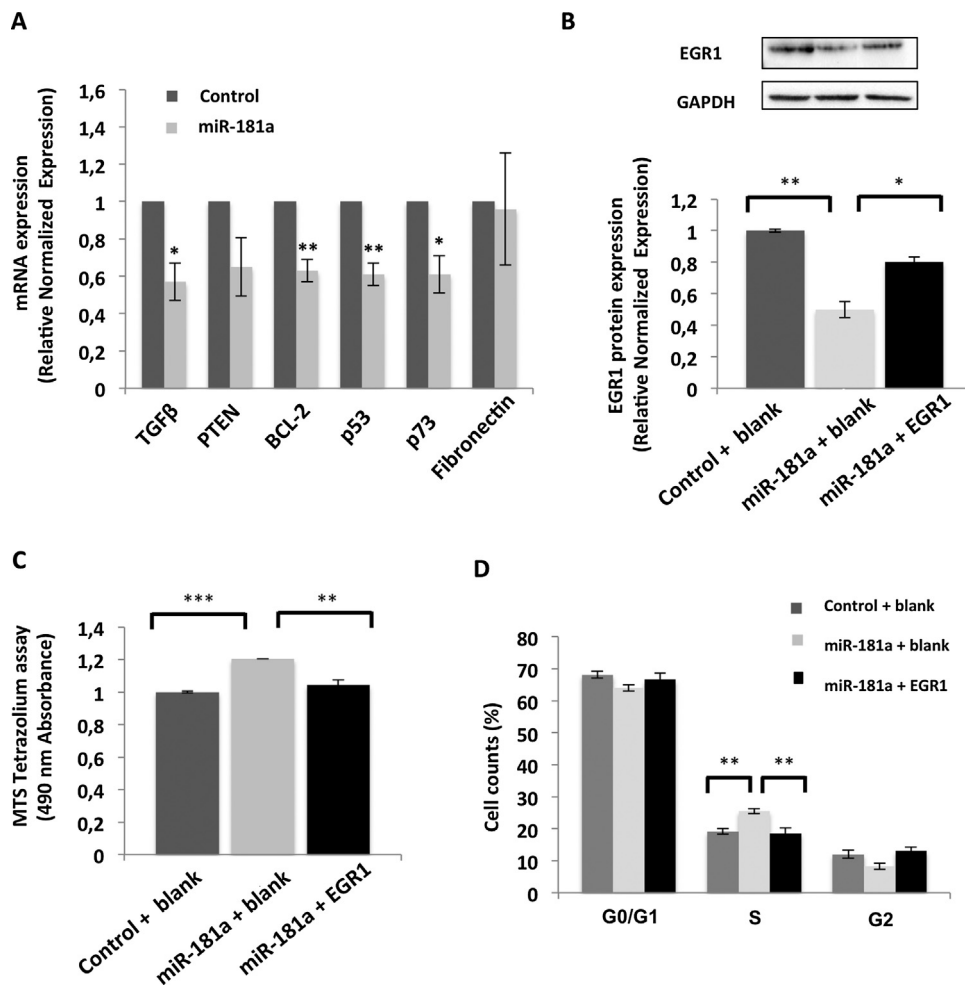 A
mRNA expression
(Relative Normalized Expression)
1,6
1,4
1,2
1
0,8
0,6
0,4
0,2
0
Control
miR-181a
*
**
**
*
TGFβ
PTEN
BCL-2
p53
p73
Fibronectin
B
EGR1
GAPDH
EGR1 protein expression
(Relative Normalized Expression)
1,2
1
0,8
0,6
0,4
0,2
0
**
*
Control + blank
miR-181a + blank
miR-181a + EGR1
C
MTS Tetrazolium assay
(490 nm Absorbance)
1,4
1,2
1
0,8
0,6
0,4
0,2
0
***
**
Control + blank
miR-181a + blank
miR-181a + EGR1
D
Control + blank
miR-181a + blank
miR-181a + EGR1
Cell counts (%)
80
70
60
50
40
30
20
10
0
**
**
G0/G1
S
G2